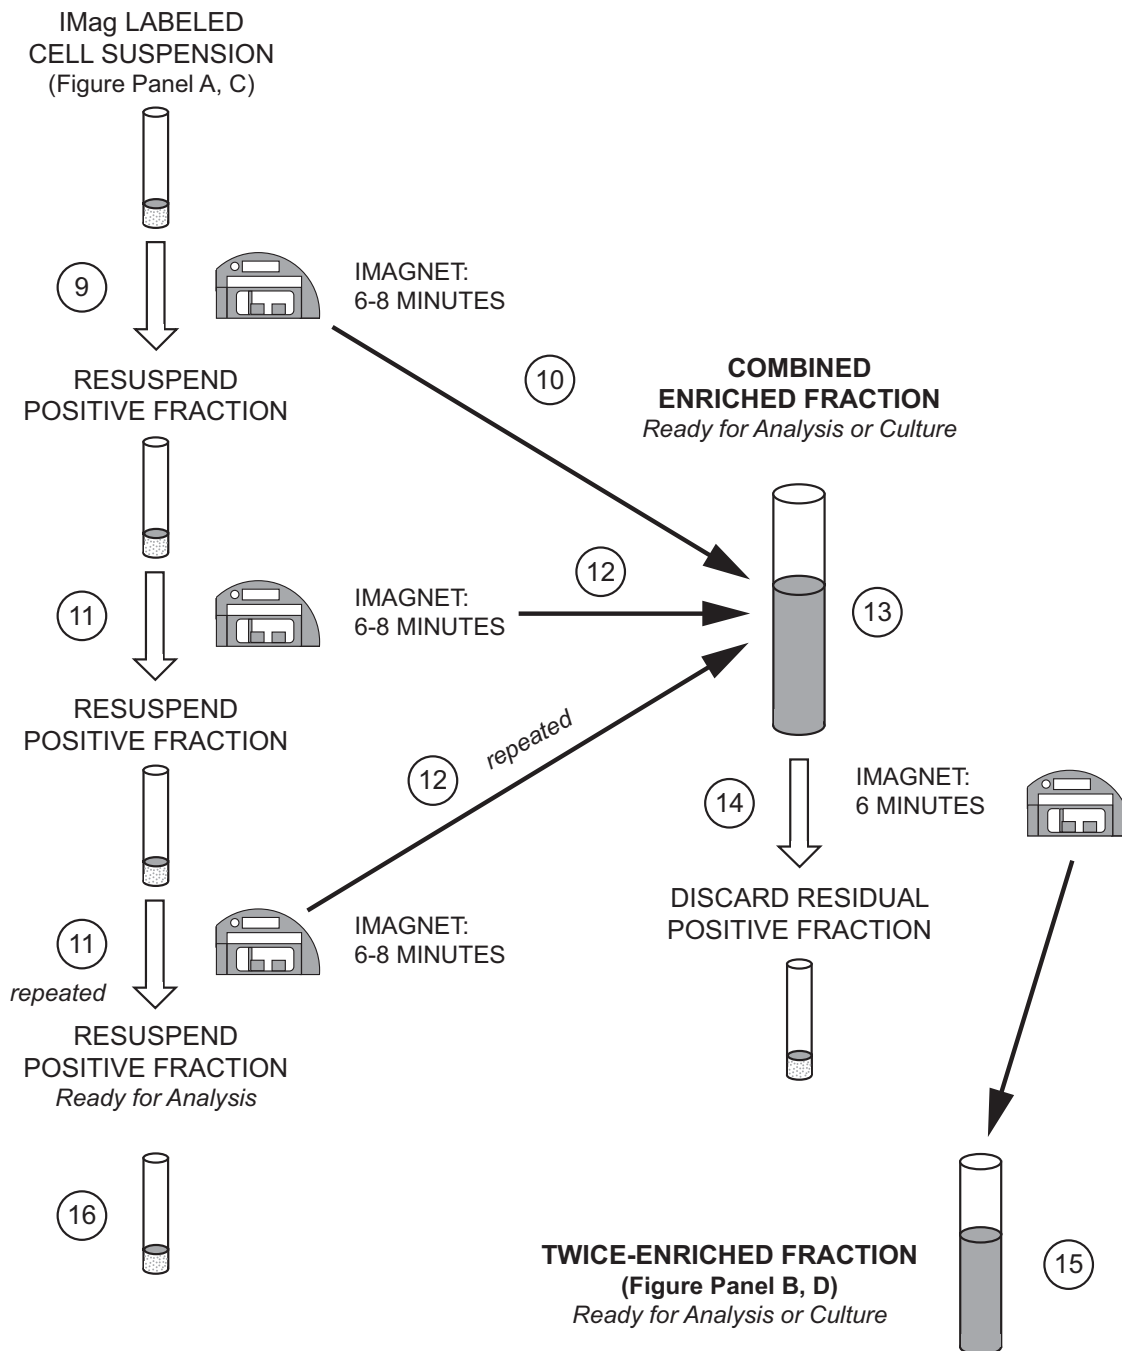 IMag LABELED
CELL SUSPENSION
(Figure Panel A, C)
9
IMAGNET:
6-8 MINUTES
RESUSPEND
POSITIVE FRACTION
10
COMBINED
ENRICHED FRACTION
Ready for Analysis or Culture
11
IMAGNET:
6-8 MINUTES
12
13
RESUSPEND
POSITIVE FRACTION
12
repeated
14
IMAGNET:
6 MINUTES
DISCARD RESIDUAL
POSITIVE FRACTION
11
repeated
IMAGNET:
6-8 MINUTES
RESUSPEND
POSITIVE FRACTION
Ready for Analysis
16
TWICE-ENRICHED FRACTION
(Figure Panel B, D)
Ready for Analysis or Culture
15